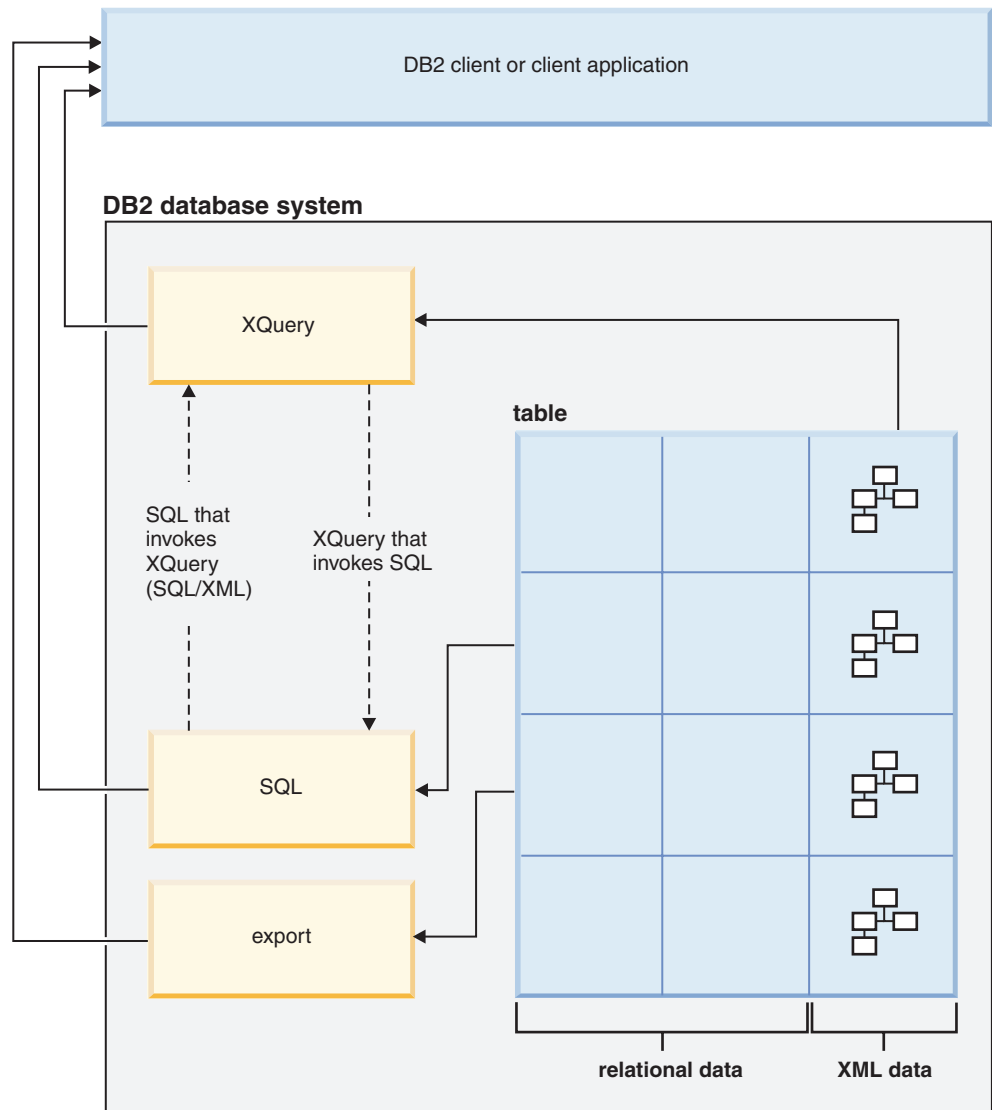 DB2 client or client application
DB2 database system
XQuery
table
SQL that
invokes
XQuery
(SQL/XML)
XQuery that
invokes SQL
SQL
export
relational data
XML data